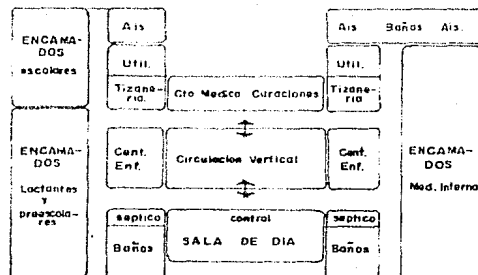 ENCAMA-
DOS
escolares
Ais
Util.
Tizane-
ria.
Cto Medico Curaciones
Ais Baños Ais.
Util.
Tizane-
ria
ENCAMA-
DOS
Lactantes
y
preescola-
res
Cent.
Enf.
Circulacion Vertical
Cent.
Enf.
ENCAMA-
DOS
Med. Interna
septico
Baños
control
SALA DE DIA
septico
Baños